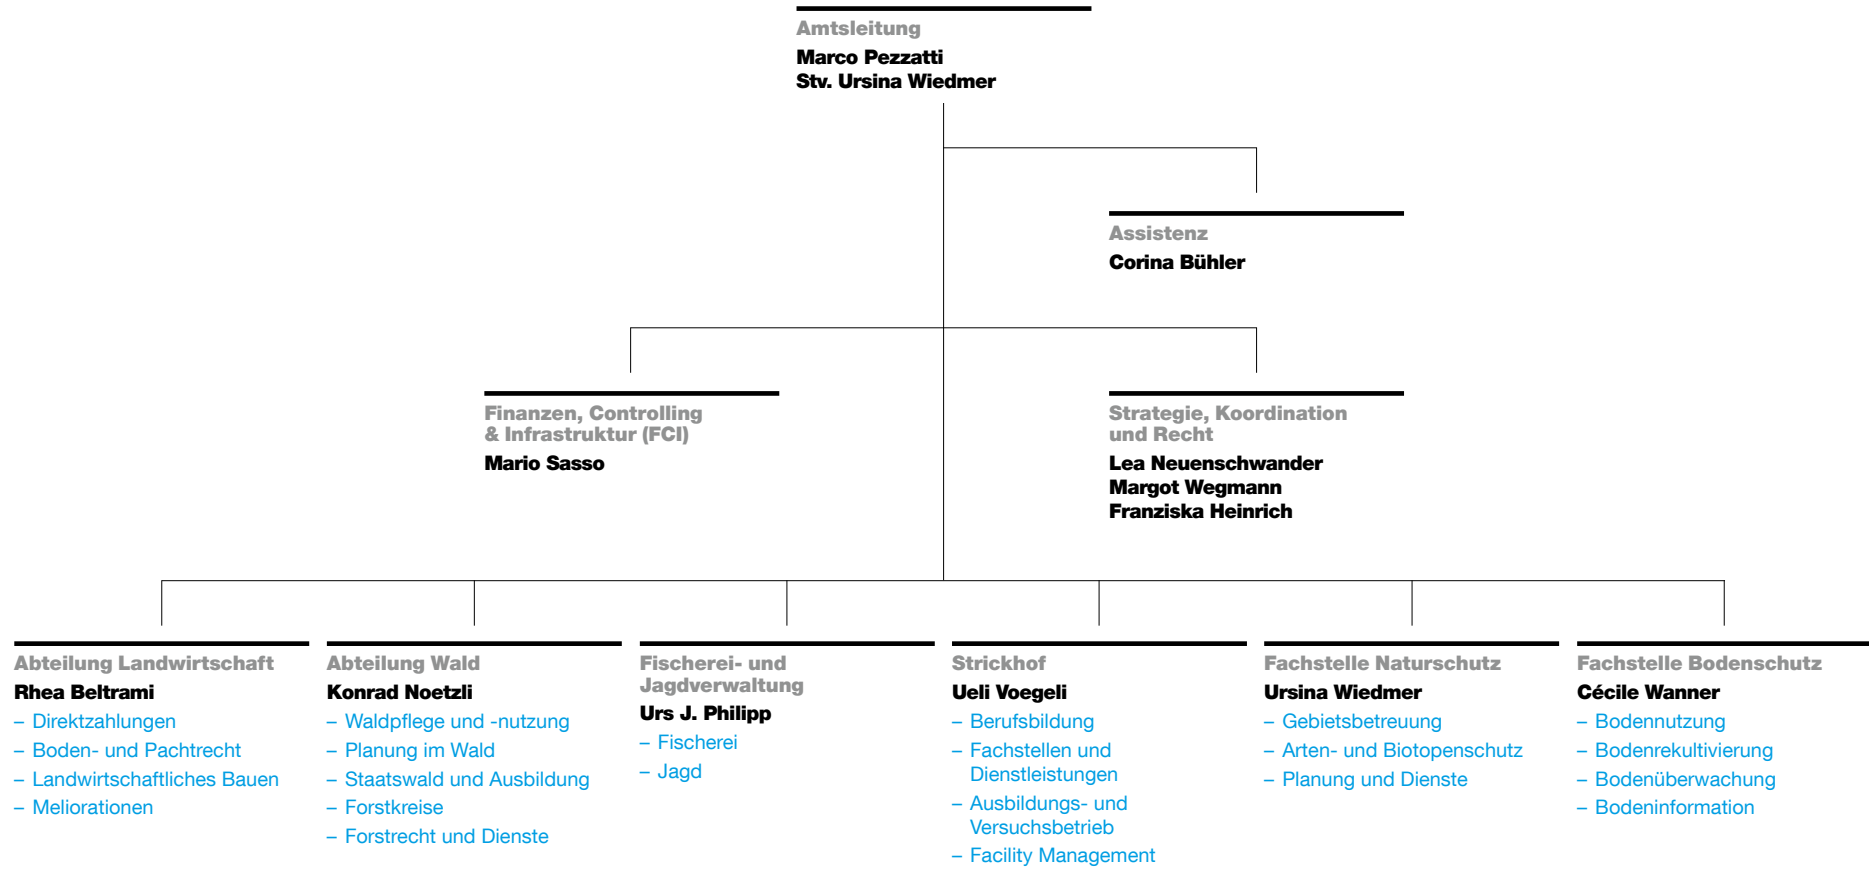 Amtsleitung
Marco Pezzatti
Stv. Ursina Wiedmer
Assistenz
Corina Bühler
Finanzen, Controlling
& Infrastruktur (FCI)
Mario Sasso
Strategie, Koordination
und Recht
Lea Neuenschwander
Margot Wegmann
Franziska Heinrich
Abteilung Landwirtschaft
Rhea Beltrami
– Direktzahlungen
– Boden- und Pachtrecht
– Landwirtschaftliches Bauen
– Meliorationen
Abteilung Wald
Konrad Noetzli
– Waldpflege und -nutzung
– Planung im Wald
– Staatswald und Ausbildung
– Forstkreise
– Forstrecht und Dienste
Fischerei- und
Jagdverwaltung
Urs J. Philipp
– Fischerei
– Jagd
Strickhof
Ueli Voegeli
– Berufsbildung
– Fachstellen und
Dienstleistungen
– Ausbildungs- und
Versuchsbetrieb
– Facility Management
Fachstelle Naturschutz
Ursina Wiedmer
– Gebietsbetreuung
– Arten- und Biotopenschutz
– Planung und Dienste
Fachstelle Bodenschutz
Cécile Wanner
– Bodennutzung
– Bodenrekultivierung
– Bodenüberwachung
– Bodeninformation